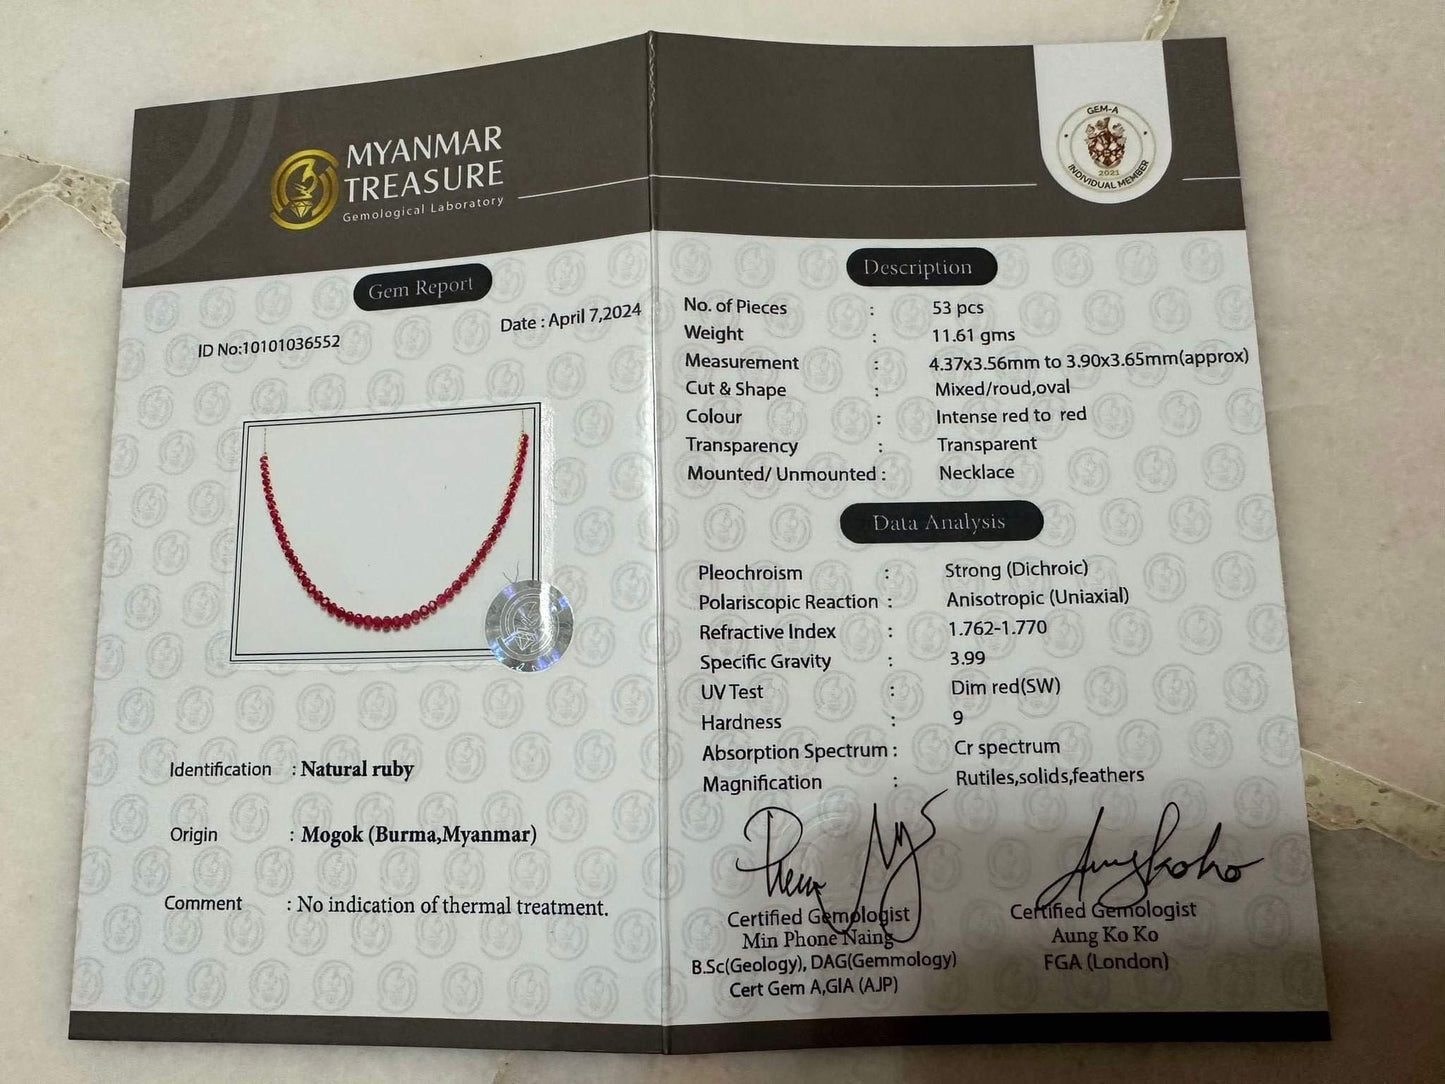 MYANMAR
TREASURE
Gemological Laboratory
Gem Report
Date : April 7,2024
ID No:10101036552
Identification : Natural ruby
Origin : Mogok (Burma,Myanmar)
Comment : No indication of thermal treatment.
GEM-A
2021
INDIVIDUAL MEMBER
Description
No. of Pieces : 53 pcs
Weight : 11.61 gms
Measurement : 4.37x3.56mm to 3.90x3.65mm(approx)
Cut & Shape : Mixed/roud,oval
Colour : Intense red to red
Transparency : Transparent
Mounted/ Unmounted : Necklace
Data Analysis
Pleochroism : Strong (Dichroic)
Polariscopic Reaction : Anisotropic (Uniaxial)
Refractive Index : 1.762-1.770
Specific Gravity : 3.99
UV Test : Dim red(SW)
Hardness : 9
Absorption Spectrum : Cr spectrum
Magnification : Rutiles,solids,feathers
Aungkoko
Certified Gemologist
Min Phone Naing
B.Sc(Geology), DAG(Gemmology)
Cert Gem A,GIA (AJP)
Certified Gemologist
Aung Ko Ko
FGA (London)